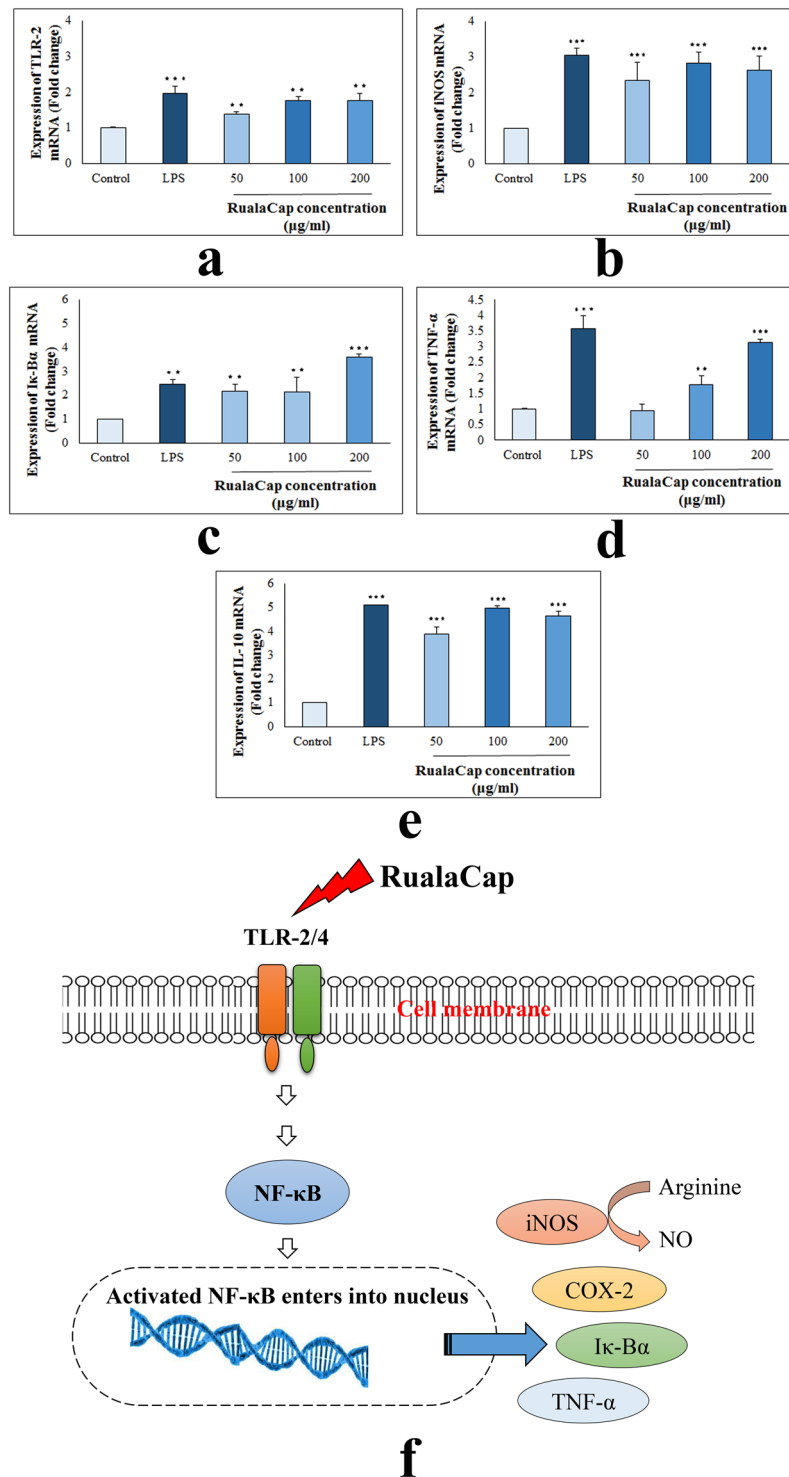 Expression of TLR-2
mRNA (Fold change)
4
3
2
1
0
***
**
**
**
Control
LPS
50
100
200
RualaCap concentration
(µg/ml)
a
Expression of iNOS mRNA
(Fold change)
4
3
2
1
0
***
***
***
***
Control
LPS
50
100
200
RualaCap concentration
(µg/ml)
b
Expression of Iκ-Bα mRNA
(Fold change)
6
5
4
3
2
1
0
**
**
**
***
Control
LPS
50
100
200
RualaCap concentration
(µg/ml)
c
Expression of TNF-α
mRNA (Fold change)
4.5
4
3.5
3
2.5
2
1.5
1
0.5
0
***
**
***
Control
LPS
50
100
200
RualaCap concentration
(µg/ml)
d
Expression of IL-10 mRNA
(Fold change)
6
5
4
3
2
1
0
***
***
***
***
Control
LPS
50
100
200
RualaCap concentration
(µg/ml)
e
RualaCap
TLR-2/4
Cell membrane
NF-κB
Activated NF-κB enters into nucleus
iNOS
Arginine
NO
COX-2
Iκ-Bα
TNF-α
f